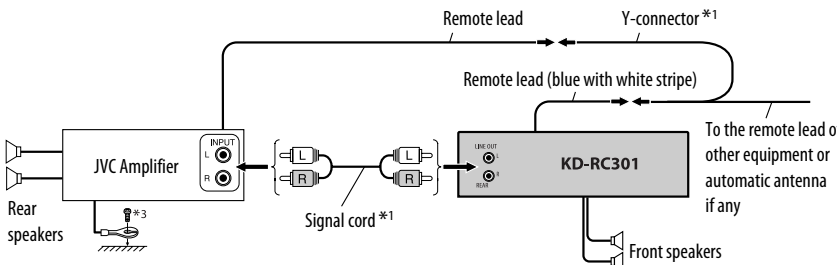 Remote lead
Y-connector *1
Remote lead (blue with white stripe)
To the remote lead o
other equipment or
automatic antenna
if any
JVC Amplifier
INPUT
L
R
L
R
L
R
LINE OUT
L
R
REAR
KD-RC301
Rear
speakers
*3
Signal cord *1
Front speakers